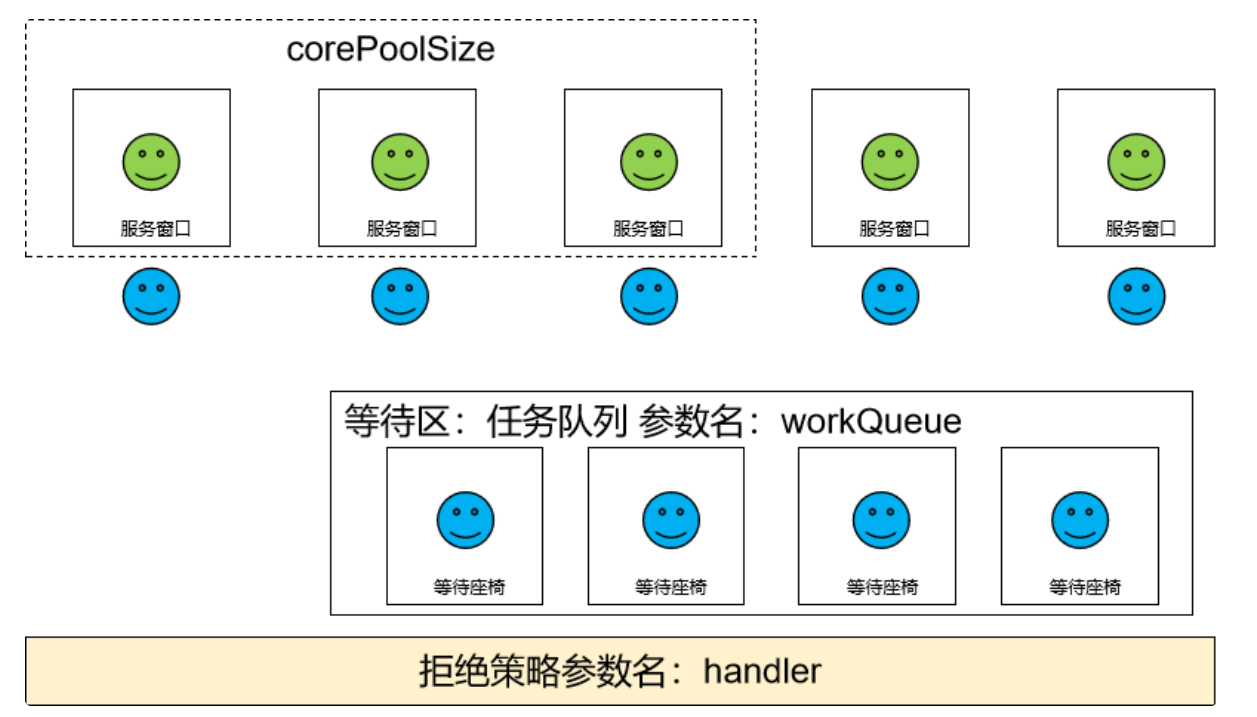 corePoolSize
服务窗口
服务窗口
服务窗口
服务窗口
服务窗口
等待区：任务队列 参数名：workQueue
等待座椅
等待座椅
等待座椅
等待座椅
拒绝策略参数名：handler